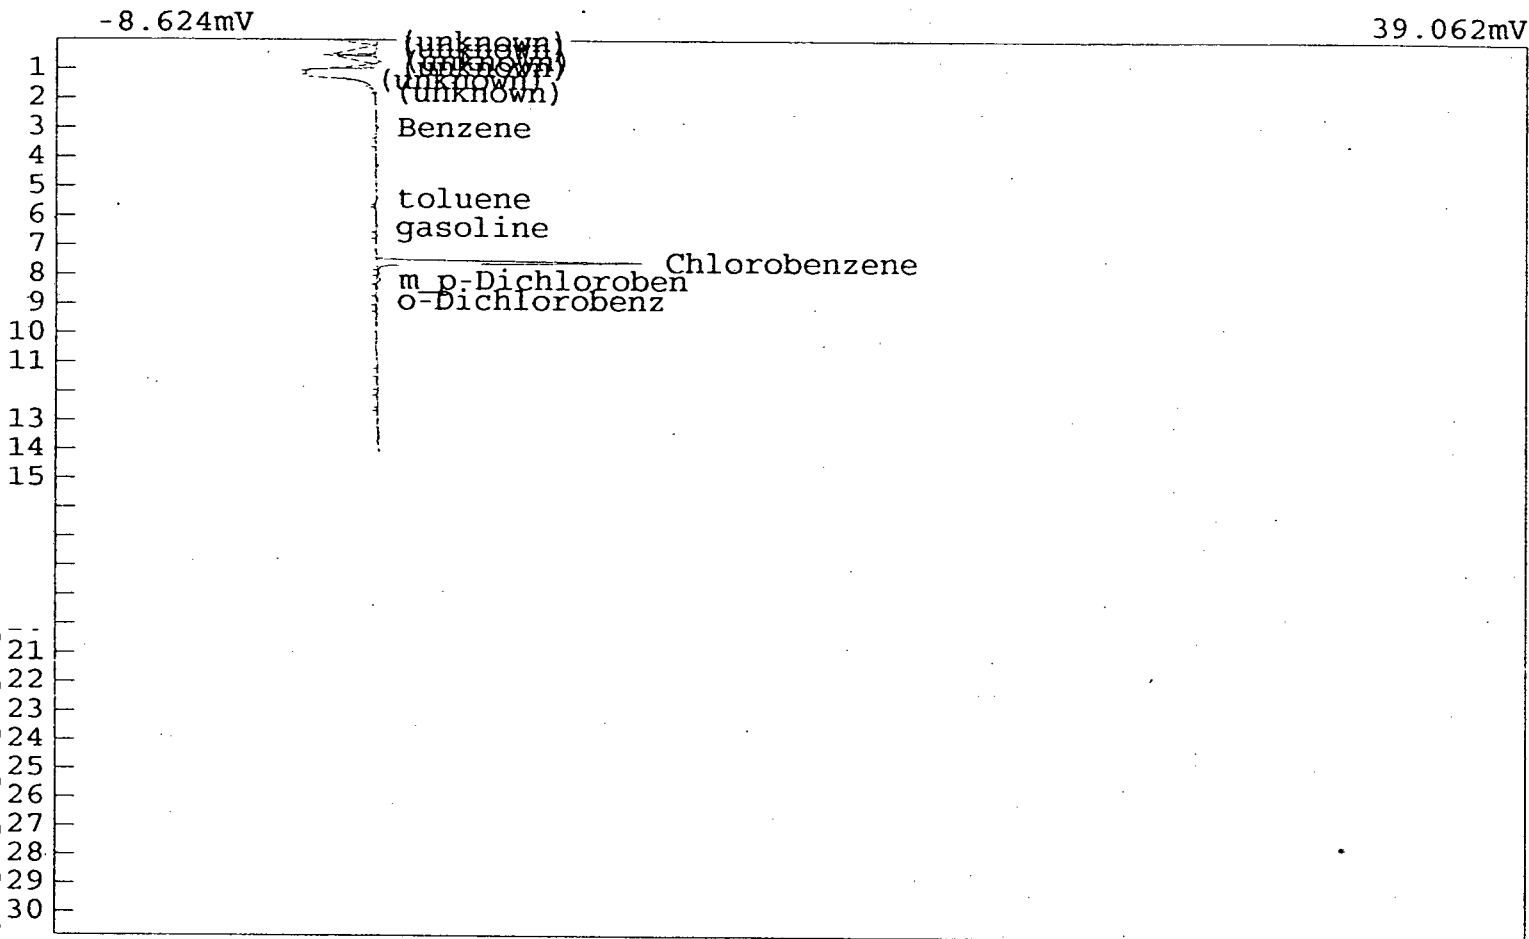 -8.624mV 39.062mV
(unknown)
(unknown)
(unknown)
(unknown)
(unknown)
(unknown)
Benzene
toluene
gasoline
Chlorobenzene
m_p-Dichloroben
o-Dichlorobenz
1
2
3
4
5
6
7
8
9
10
11
13
14
15
21
22
23
24
25
26
27
28
29
30